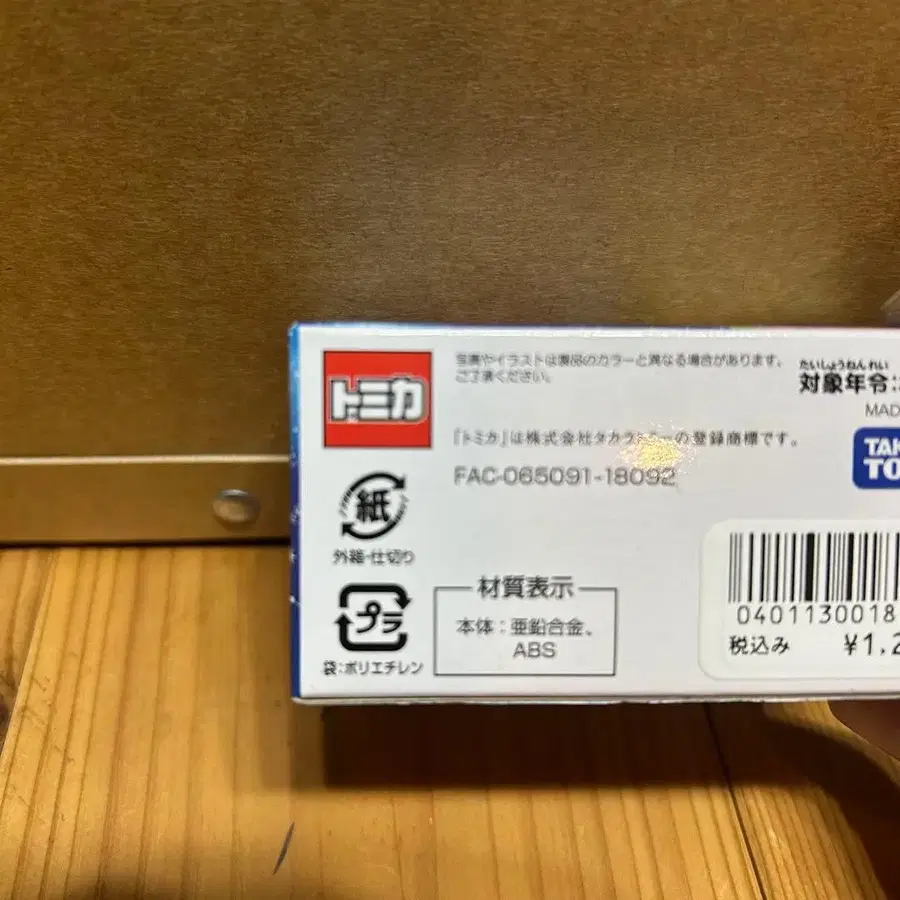 トミカ
写真やイラストは製品のカラーと異なる場合があります。
ご了承ください。
「トミカ」は株式会社タカラトミーの登録商標です。
FAC-065091-18092
たいしょうねんれい
対象年令:
MAD
TAK
TO
紙
外箱・仕切り
プラ
袋:ポリエチレン
材質表示
本体:亜鉛合金、
ABS
0401130018
税込み ¥1,2